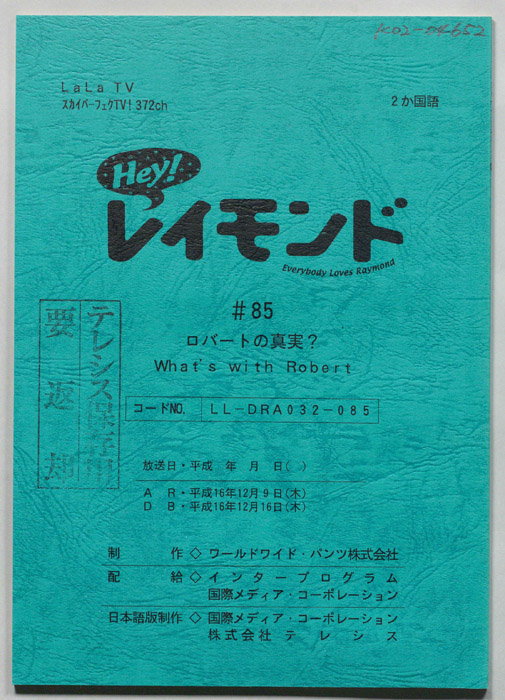 K02-04652
LaLa TV
スカイパーフェクTV! 372ch
2か国語
Hey!
レイモンド
Everybody Loves Raymond
#85
ロバートの真実?
What's with Robert
コードNO. LL-DRA032-085
テレシス保存用
要返却
放送日・平成 年 月 日( )
A R・平成16年12月9日(木)
D B・平成16年12月16日(木)
制 作◇ワールドワイド・パンツ株式会社
配 給◇インタープログラム
国際メディア・コーポレーション
日本語版制作◇国際メディア・コーポレーション
株式会社テレシス